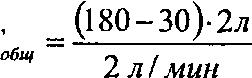 ' общ = (180 − 30) · 2л / 2 л / мин